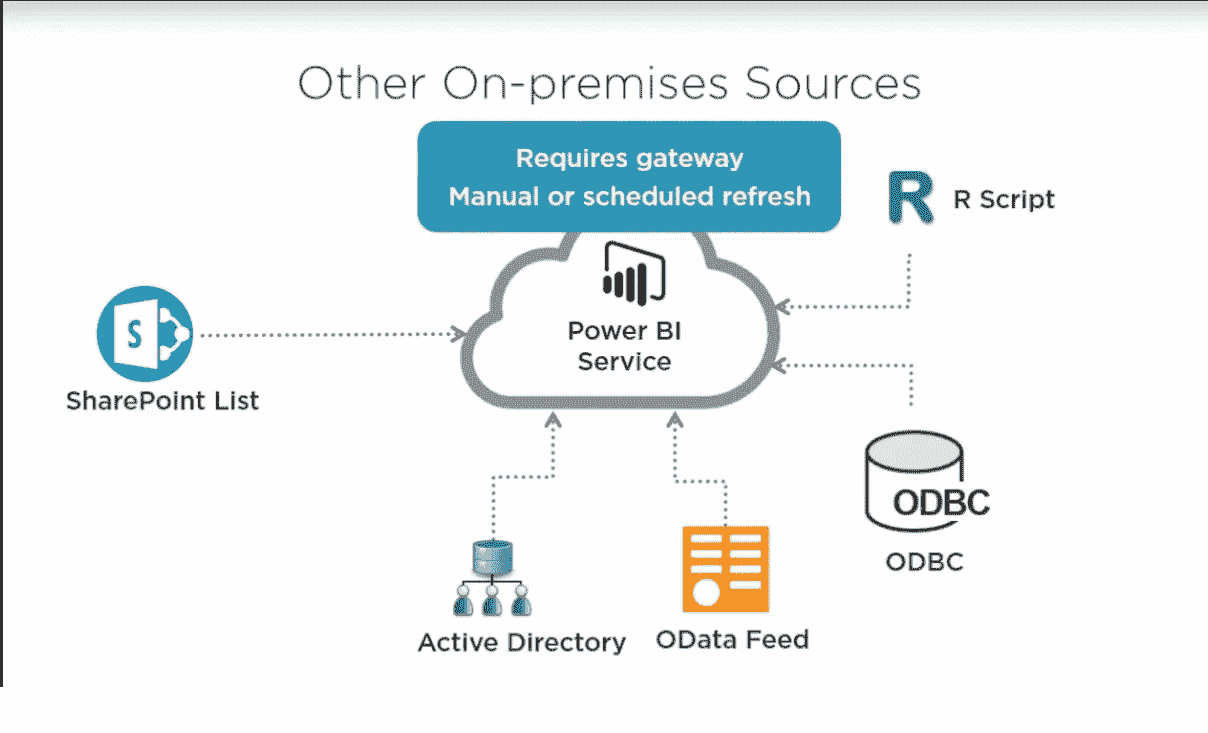 Other On-premises Sources
Requires gateway
Manual or scheduled refresh
R
R Script
Power BI
Service
S
SharePoint List
ODBC
ODBC
Active Directory
OData Feed